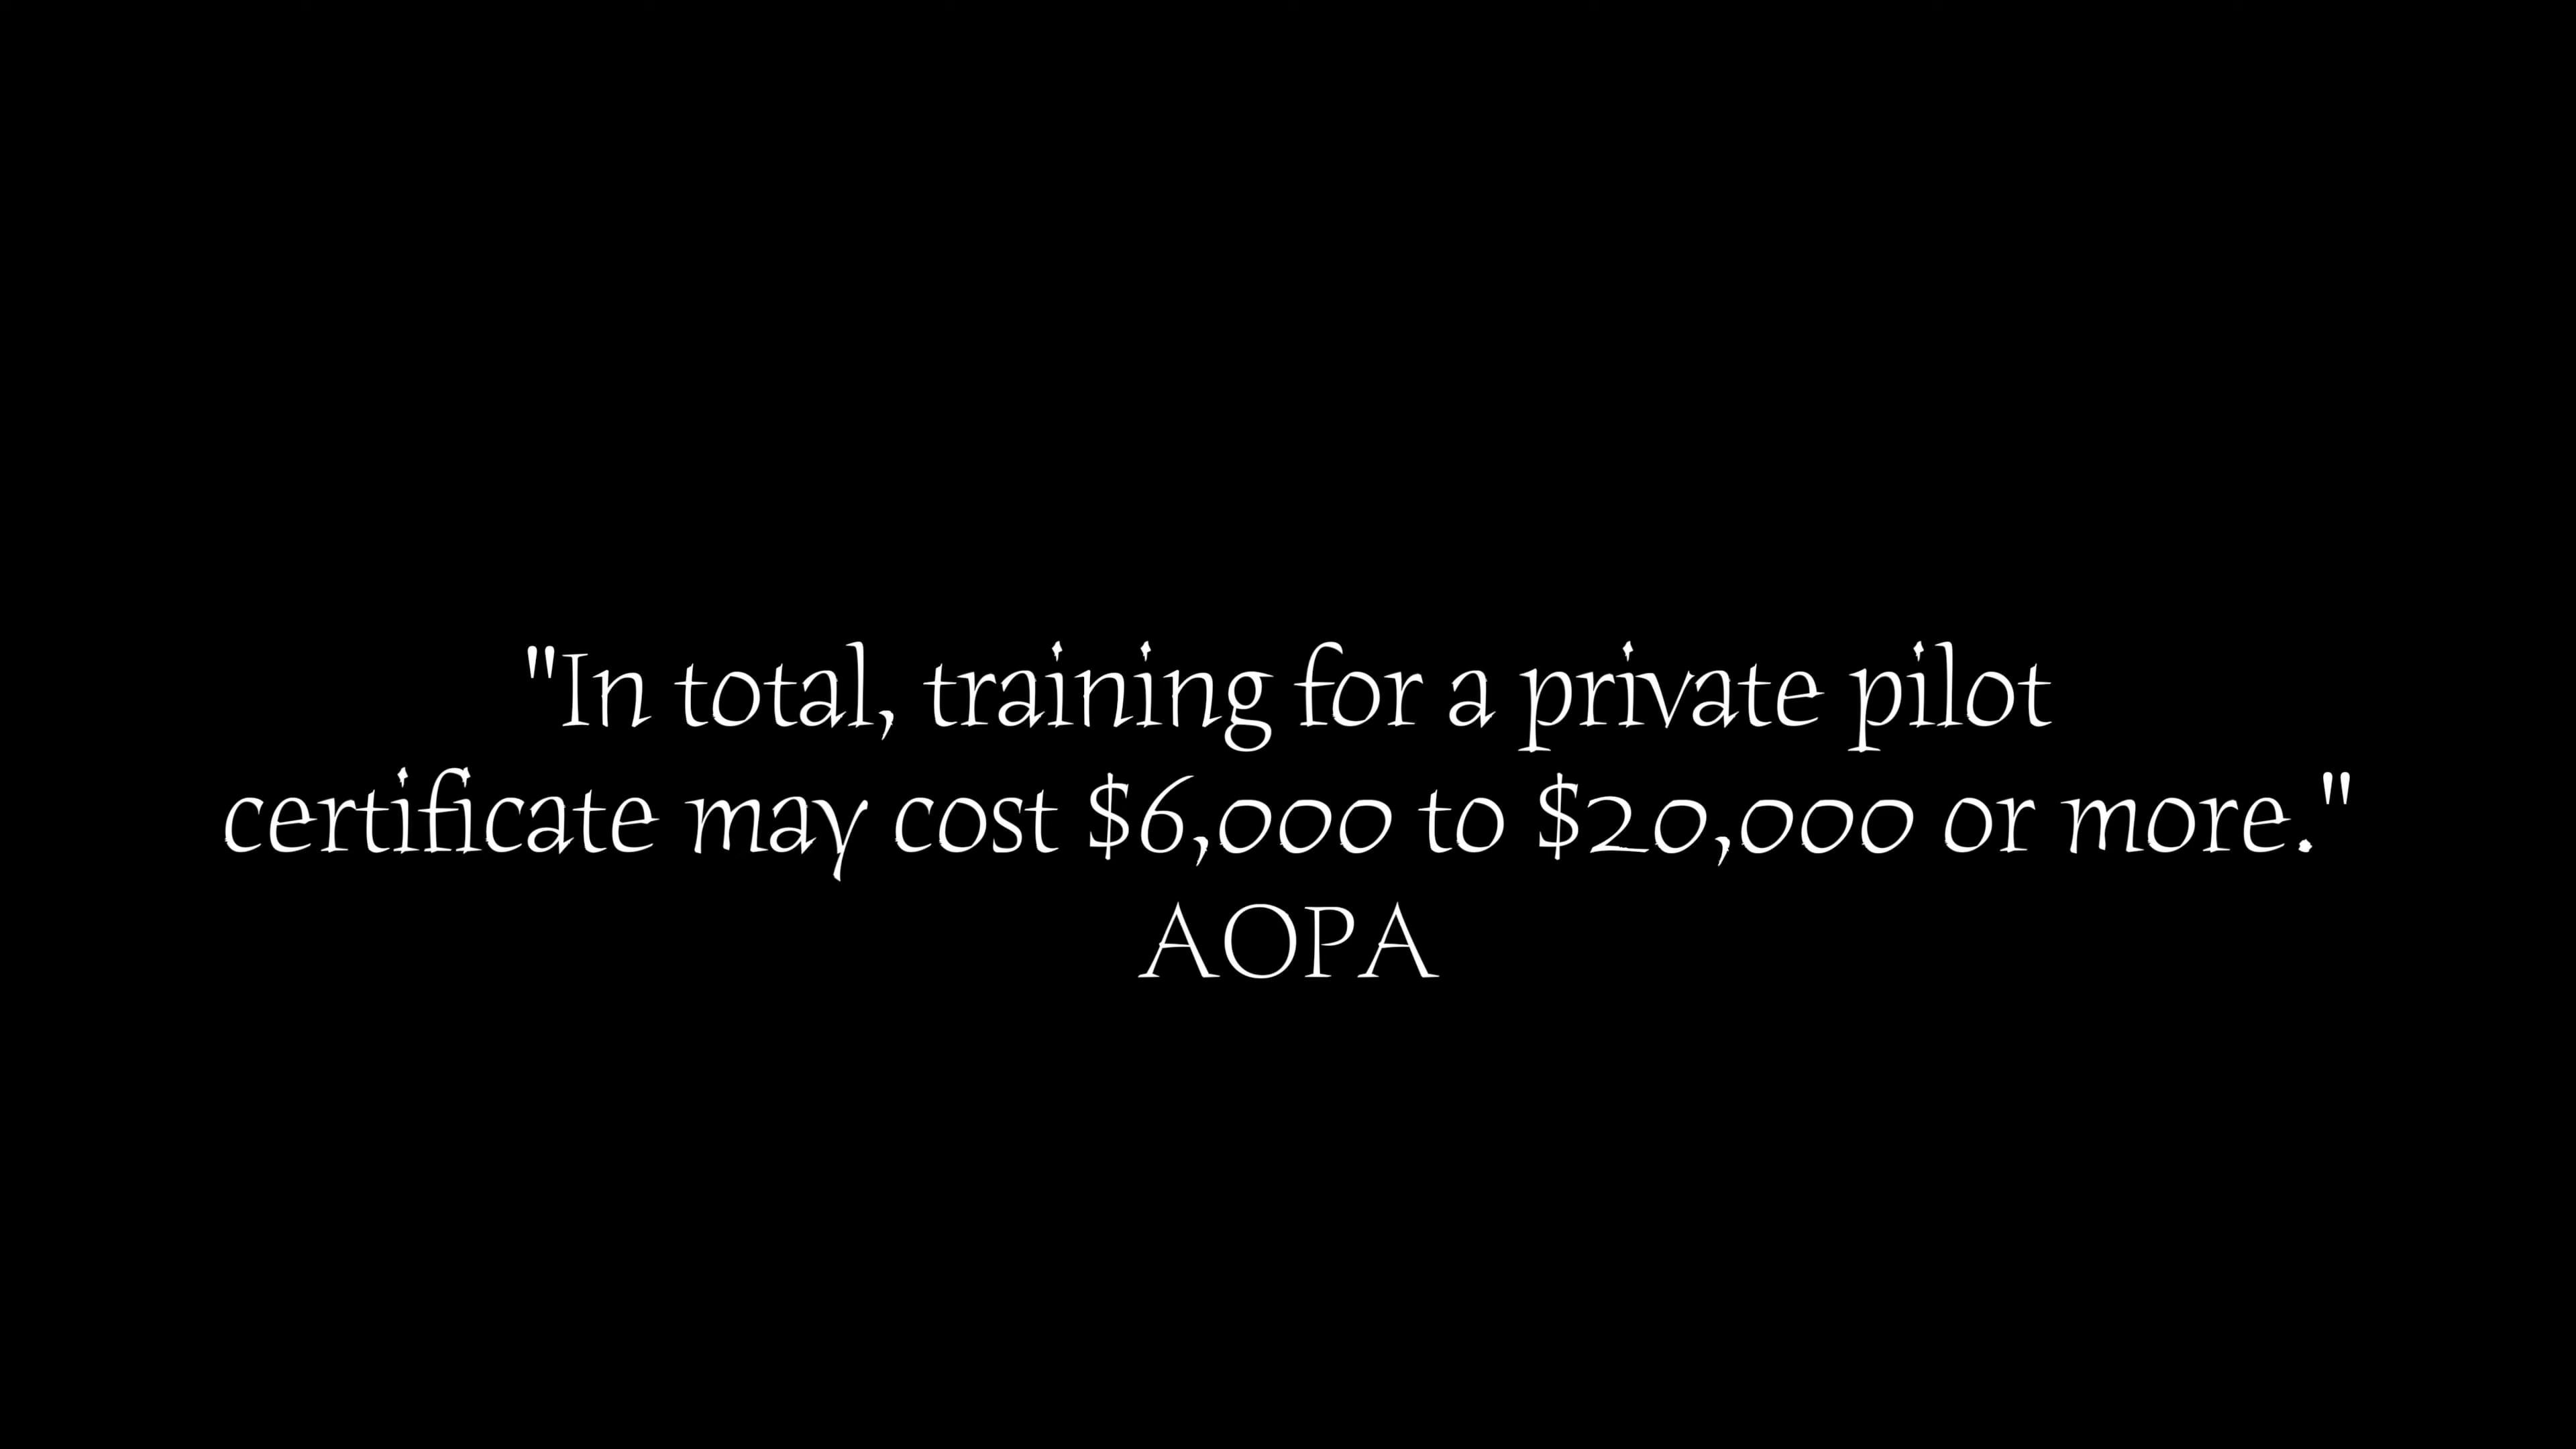 "In total, training for a private pilot
certificate may cost $6,000 to $20,000 or more."
AOPA